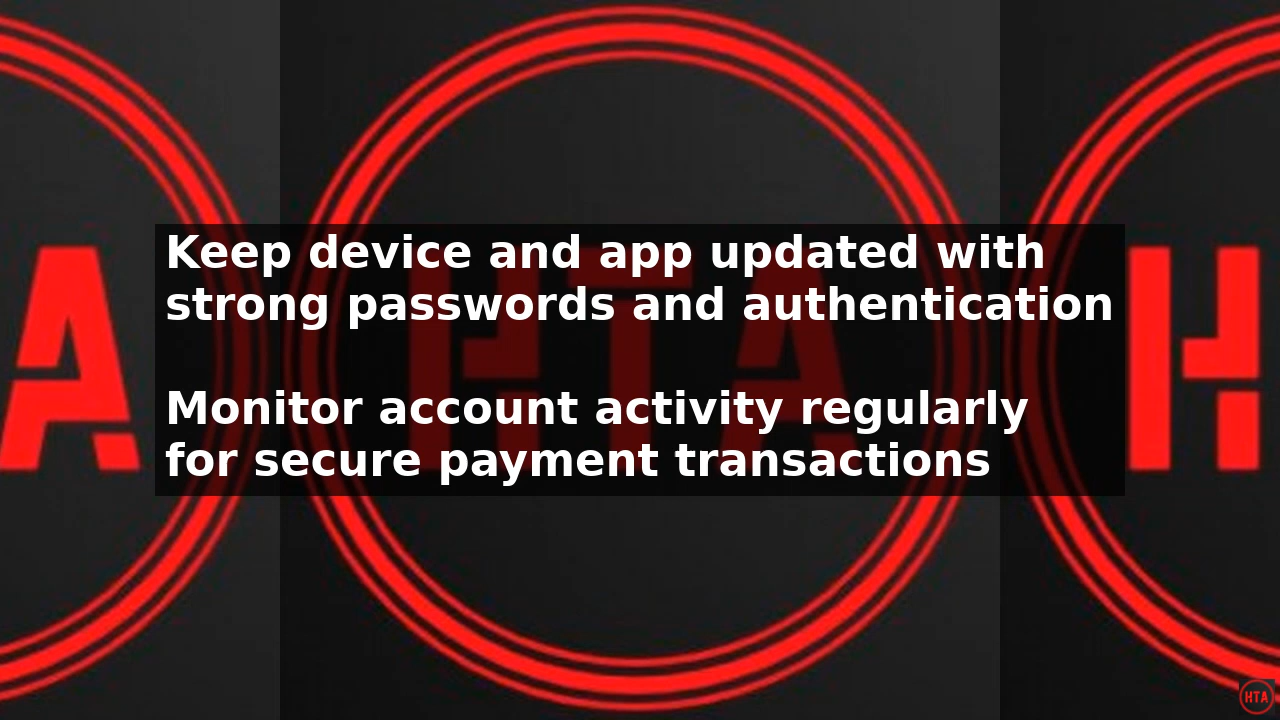 Keep device and app updated with
strong passwords and authentication
Monitor account activity regularly
for secure payment transactions
A
HTA
H
HTA